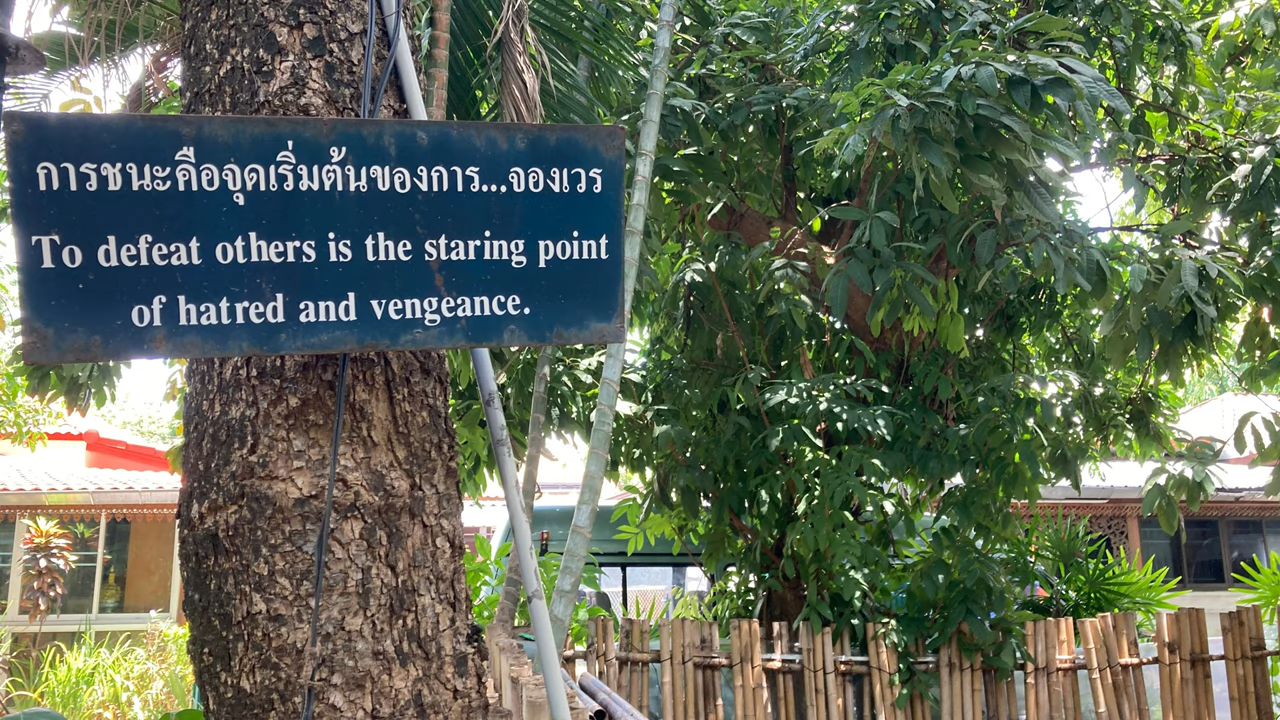 การชนะคือจุดเริ่มต้นของการ...จองเวร
To defeat others is the staring point
of hatred and vengeance.